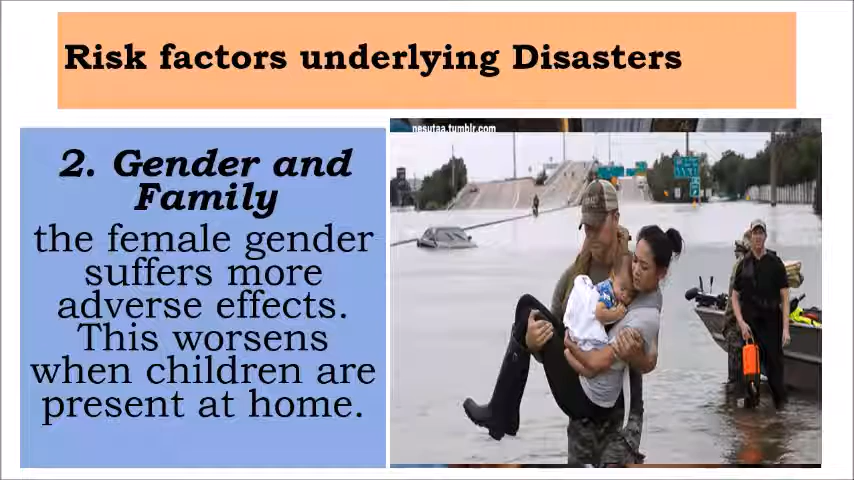 Risk factors underlying Disasters
2. Gender and
Family
the female gender
suffers more
adverse effects.
This worsens
when children are
present at home.
nesutaa.tumblr.com